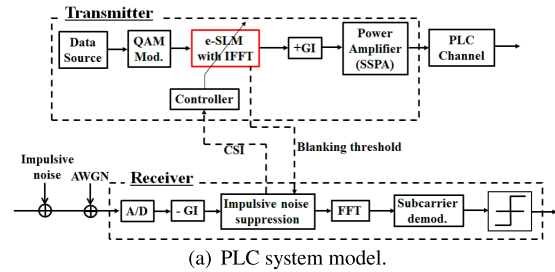 Transmitter
Data
Source
QAM
Mod.
e-SLM
with IFFT
+GI
Power
Amplifier
(SSPA)
PLC
Channel
Controller
CSI
Blanking threshold
Impulsive
noise
AWGN
Receiver
A/D
- GI
Impulsive noise
suppression
FFT
Subcarrier
demod.
(a) PLC system model.